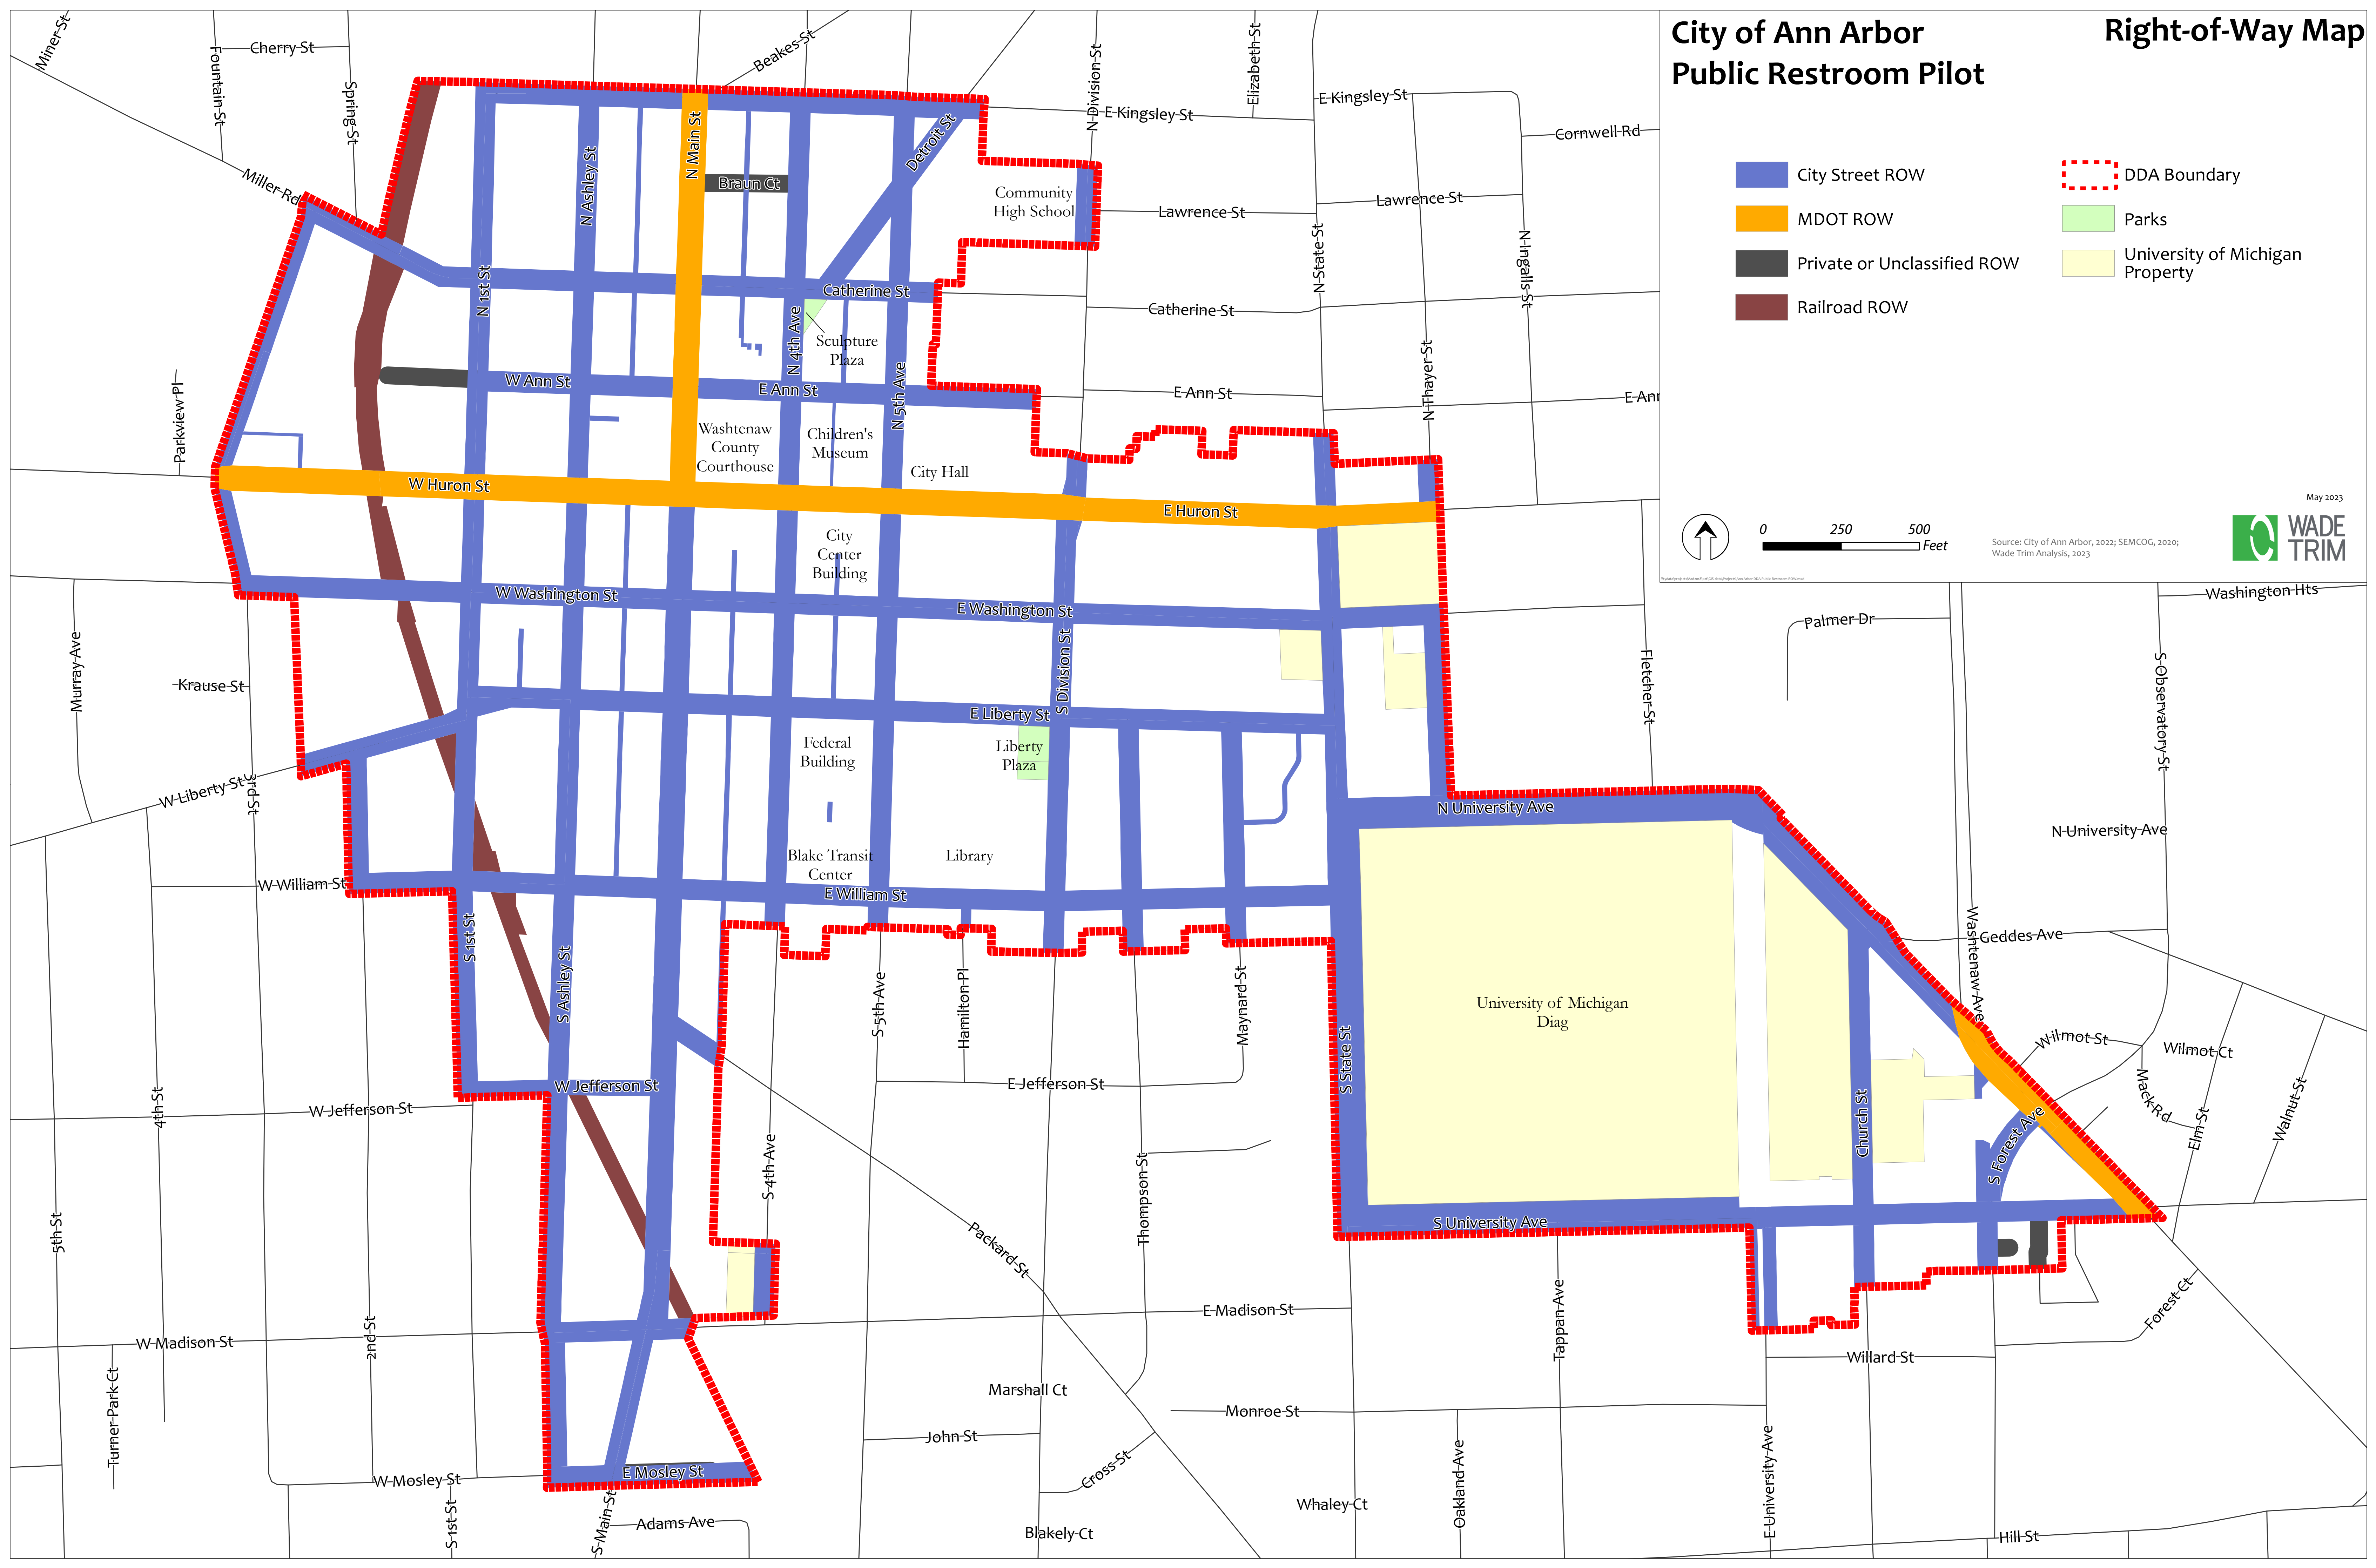 City of Ann Arbor
Public Restroom Pilot
Right-of-Way Map
City Street ROW
MDOT ROW
Private or Unclassified ROW
Railroad ROW
DDA Boundary
Parks
University of Michigan
Property
May 2023
0 250 500
Feet
Source: City of Ann Arbor, 2022; SEMCOG, 2020;
Wade Trim Analysis, 2023
WADE
TRIM
Miner St
Cherry St
Fountain St
Spring St
Beakes St
N Division St
Elizabeth St
E Kingsley St
E Kingsley St
Cornwell Rd
N Main St
N Ashley St
Detroit St
Braun Ct
Miller Rd
Community
High School
Lawrence St
Lawrence St
N State St
N Ingalls St
N 1st St
Catherine St
Catherine St
N 4th Ave
Sculpture
Plaza
N 5th Ave
N Thayer St
W Ann St
E Ann St
E Ann St
E Ann
Parkview Pl
Washtenaw
County
Courthouse
Children's
Museum
City Hall
W Huron St
E Huron St
City
Center
Building
W Washington St
E Washington St
Washington Hts
Palmer Dr
Murray Ave
Krause St
S Division St
Fletcher St
S Observatory St
E Liberty St
Federal
Building
Liberty
Plaza
W Liberty St
3rd St
N University Ave
N University Ave
Blake Transit
Center
Library
W William St
E William St
S 1st St
S Ashley St
Washtenaw Ave
Geddes Ave
S 5th Ave
Hamilton Pl
Maynard St
University of Michigan
Diag
S State St
Wilmot St
Wilmot Ct
Mack Rd
Elm St
Walnut St
W Jefferson St
W Jefferson St
E Jefferson St
4th St
5th St
S 4th Ave
Thompson St
Church St
S Forest Ave
S University Ave
Packard St
E Madison St
W Madison St
2nd St
Tappan Ave
Forest Ct
Willard St
Turner Park Ct
Marshall Ct
Monroe St
John St
Cross St
Oakland Ave
E University Ave
W Mosley St
E Mosley St
S 1st St
S Main St
Adams Ave
Whaley Ct
Blakely Ct
Hill St